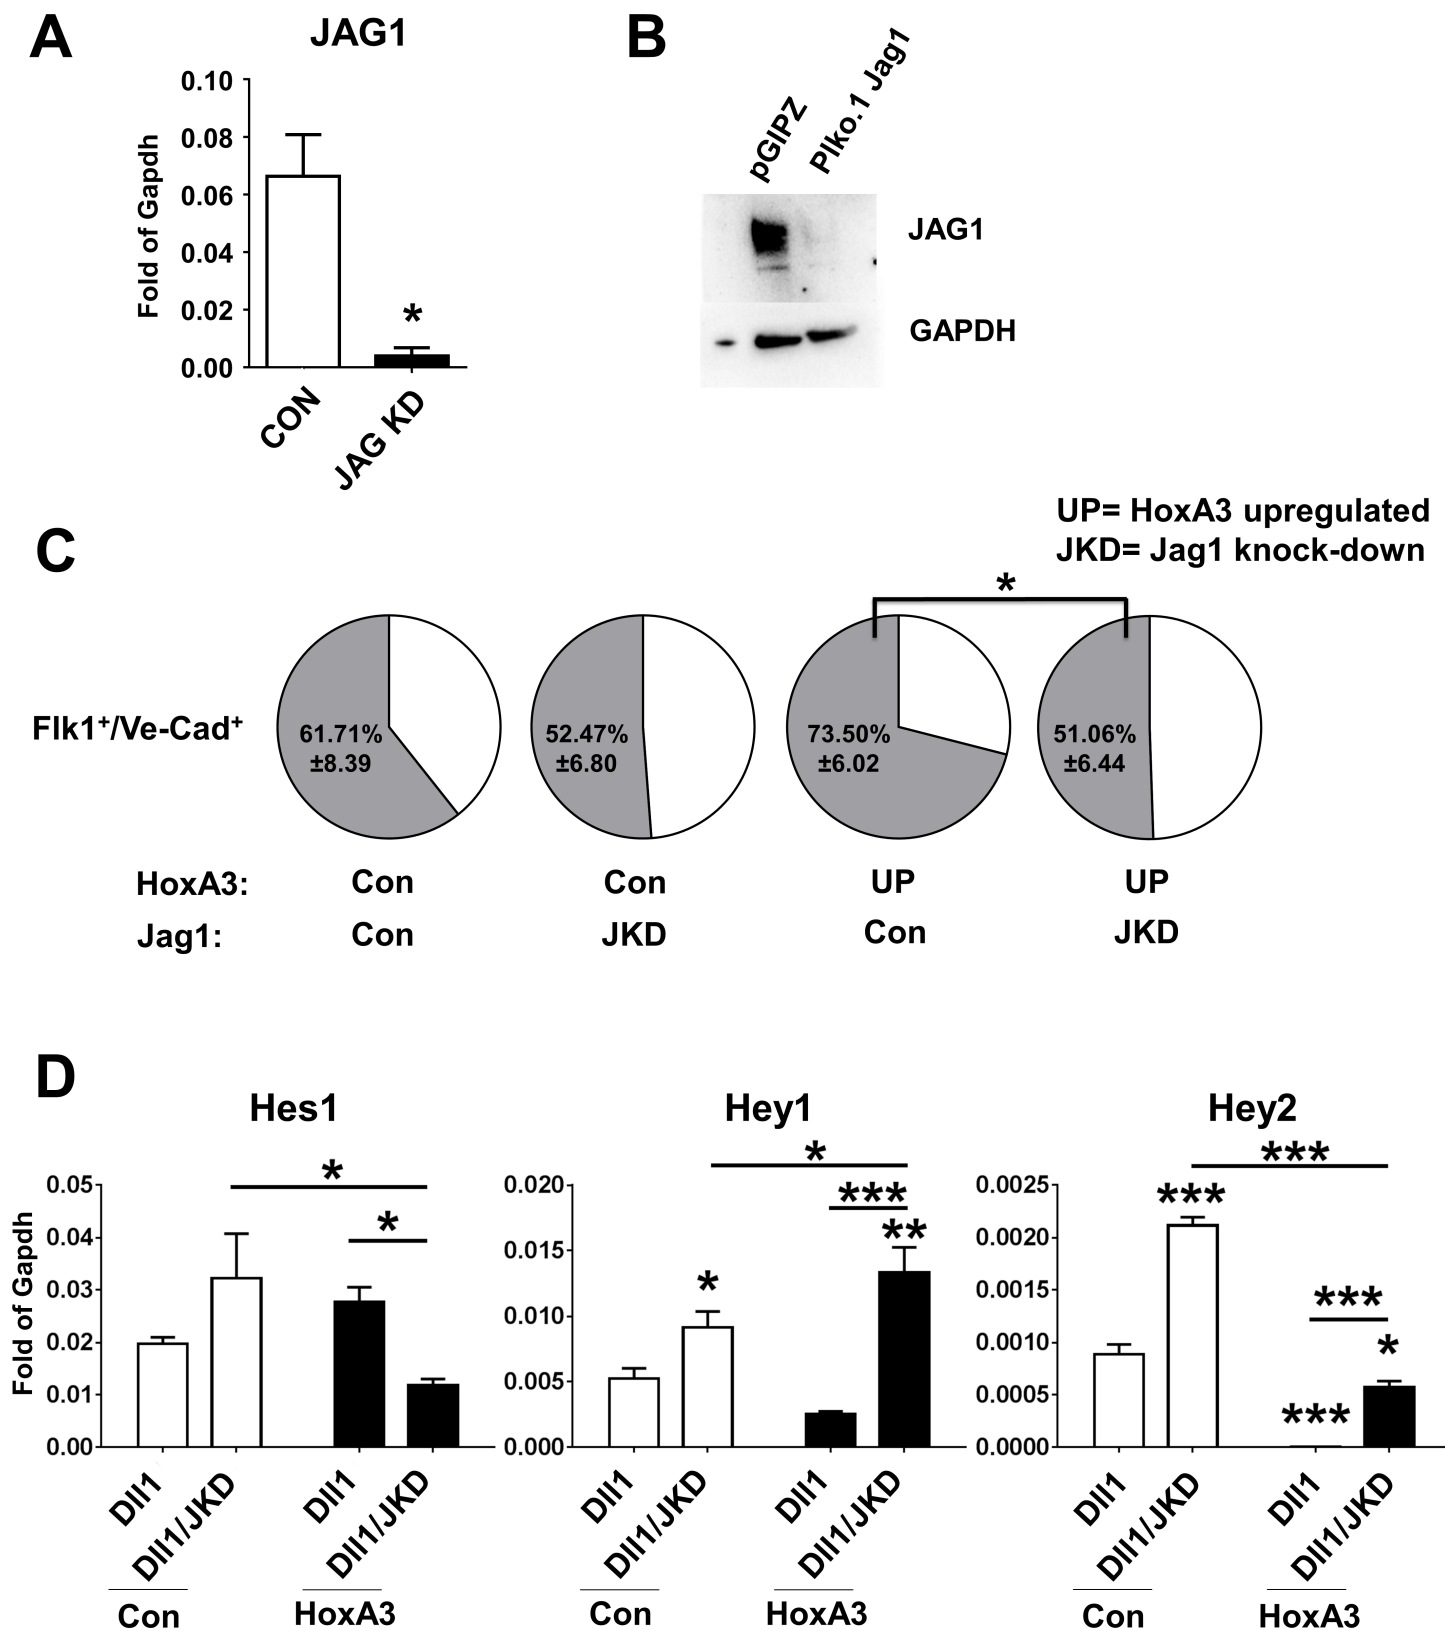 A
JAG1
0.10
0.08
0.06
0.04
0.02
0.00
Fold of Gapdh
*
CON
JAG KD
B
pGIPZ
Plko.1 Jag1
JAG1
GAPDH
C
UP= HoxA3 upregulated
JKD= Jag1 knock-down
*
Flk1⁺/Ve-Cad⁺
61.71%
±8.39
52.47%
±6.80
73.50%
±6.02
51.06%
±6.44
HoxA3: Con Con UP UP
Jag1: Con JKD Con JKD
D
Hes1
0.05
0.04
0.03
0.02
0.01
0.00
Fold of Gapdh
*
*
Dll1
Dll1/JKD
Dll1
Dll1/JKD
Con
HoxA3
Hey1
0.020
0.015
0.010
0.005
0.000
*
***
**
*
Dll1
Dll1/JKD
Dll1
Dll1/JKD
Con
HoxA3
Hey2
0.0025
0.0020
0.0015
0.0010
0.0005
0.0000
***
***
***
*
***
Dll1
Dll1/JKD
Dll1
Dll1/JKD
Con
HoxA3